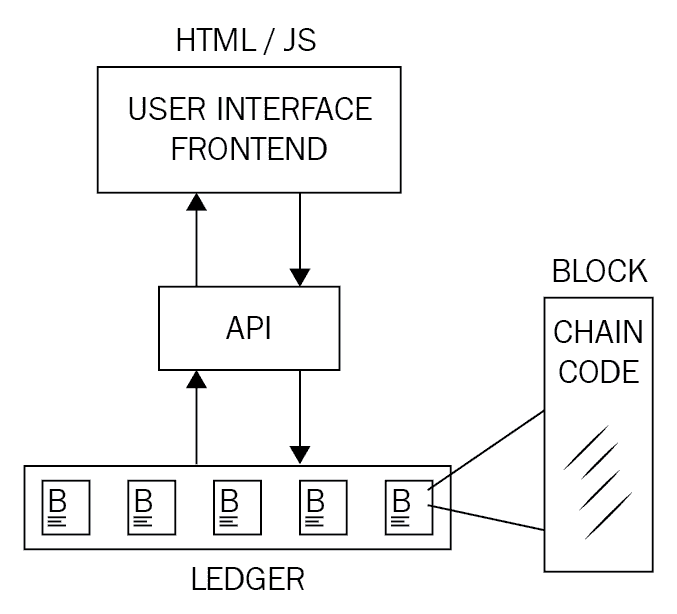 HTML / JS
USER INTERFACE
FRONTEND
API
BLOCK
CHAIN
CODE
B
B
B
B
B
LEDGER